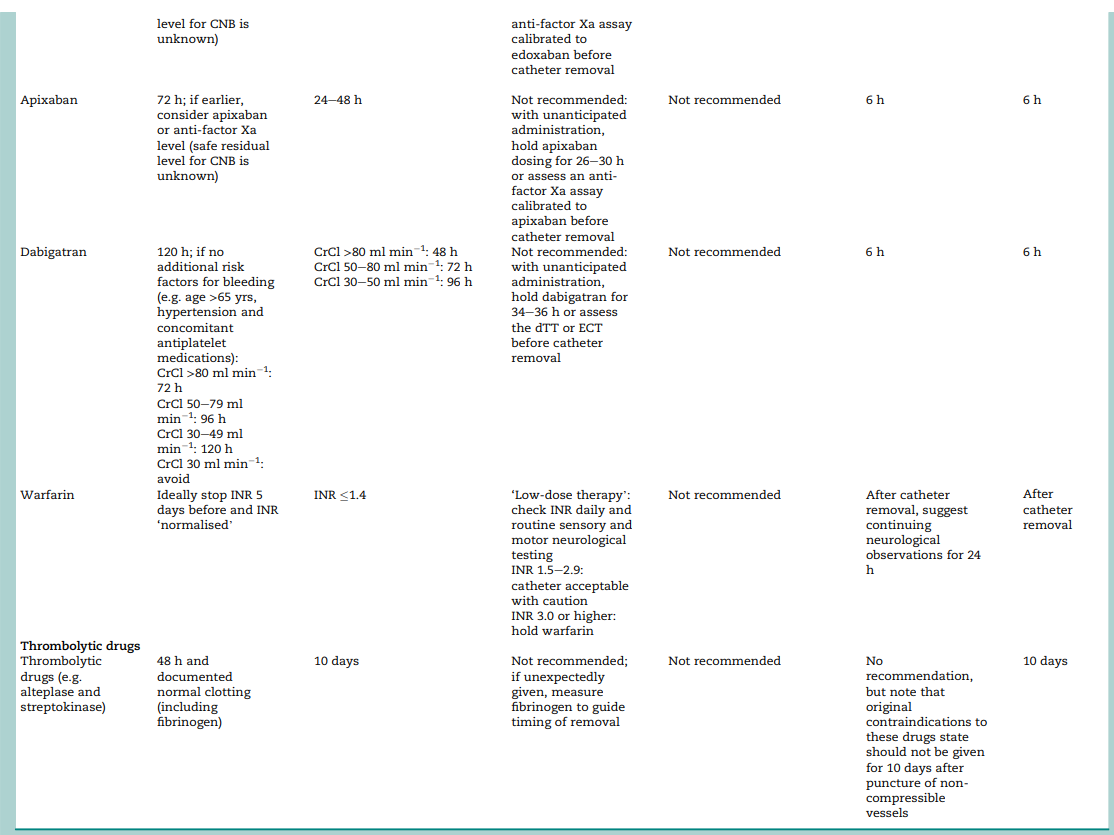 level for CNB is
unknown)
anti-factor Xa assay
calibrated to
edoxaban before
catheter removal
Apixaban
72 h; if earlier,
consider apixaban
or anti-factor Xa
level (safe residual
level for CNB is
unknown)
24–48 h
Not recommended:
with unanticipated
administration,
hold apixaban
dosing for 26–30 h
or assess an anti-
factor Xa assay
calibrated to
apixaban before
catheter removal
Not recommended
6 h
6 h
Dabigatran
120 h; if no
additional risk
factors for bleeding
(e.g. age >65 yrs,
hypertension and
concomitant
antiplatelet
medications):
CrCl >80 ml min⁻¹:
72 h
CrCl 50–79 ml
min⁻¹: 96 h
CrCl 30–49 ml
min⁻¹: 120 h
CrCl 30 ml min⁻¹:
avoid
CrCl >80 ml min⁻¹: 48 h
CrCl 50–80 ml min⁻¹: 72 h
CrCl 30–50 ml min⁻¹: 96 h
Not recommended:
with unanticipated
administration,
hold dabigatran for
34–36 h or assess
the dTT or ECT
before catheter
removal
Not recommended
6 h
6 h
Warfarin
Ideally stop INR 5
days before and INR
‘normalised’
INR ≤1.4
‘Low-dose therapy’:
check INR daily and
routine sensory and
motor neurological
testing
INR 1.5–2.9:
catheter acceptable
with caution
INR 3.0 or higher:
hold warfarin
Not recommended
After catheter
removal, suggest
continuing
neurological
observations for 24
h
After
catheter
removal
Thrombolytic drugs
Thrombolytic
drugs (e.g.
alteplase and
streptokinase)
48 h and
documented
normal clotting
(including
fibrinogen)
10 days
Not recommended;
if unexpectedly
given, measure
fibrinogen to guide
timing of removal
Not recommended
No
recommendation,
but note that
original
contraindications to
these drugs state
should not be given
for 10 days after
puncture of non-
compressible
vessels
10 days